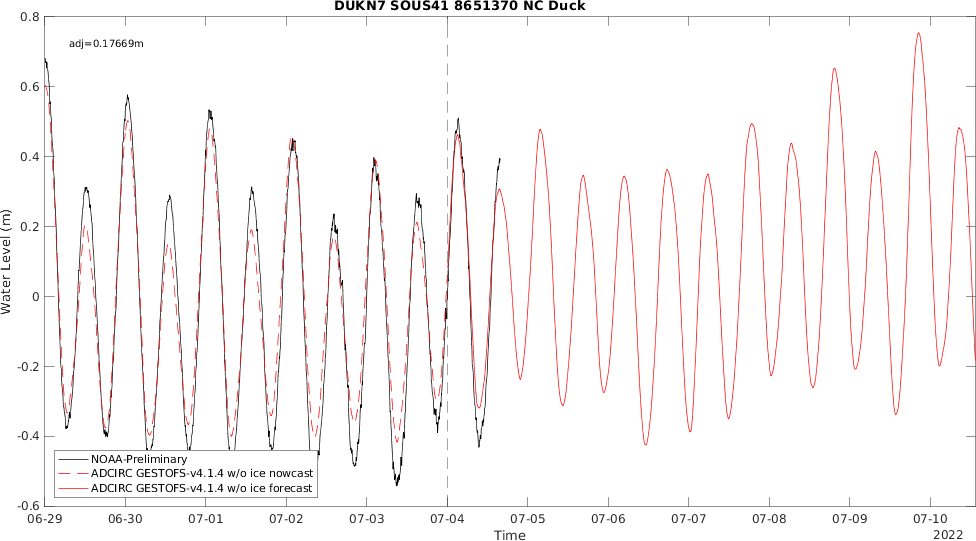 DUKN7 SOUS41 8651370 NC Duck
adj=0.17669m
0.8
0.6
0.4
0.2
0
-0.2
-0.4
-0.6
Water Level (m)
NOAA-Preliminary
ADCIRC GESTOFS-v4.1.4 w/o ice nowcast
ADCIRC GESTOFS-v4.1.4 w/o ice forecast
06-29 06-30 07-01 07-02 07-03 07-04 07-05 07-06 07-07 07-08 07-09 07-10
Time
2022